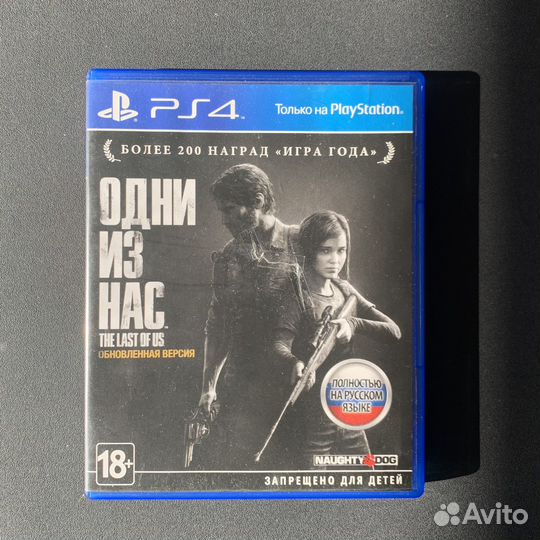 PS4
Только на PlayStation®
БОЛЕЕ 200 НАГРАД «ИГРА ГОДА»
ОДНИ
ИЗ
НАС
THE LAST OF US
ОБНОВЛЕННАЯ ВЕРСИЯ
ПОЛНОСТЬЮ
НА РУССКОМ
ЯЗЫКЕ
18+
NAUGHTY DOG
ЗАПРЕЩЕНО ДЛЯ ДЕТЕЙ
Avito